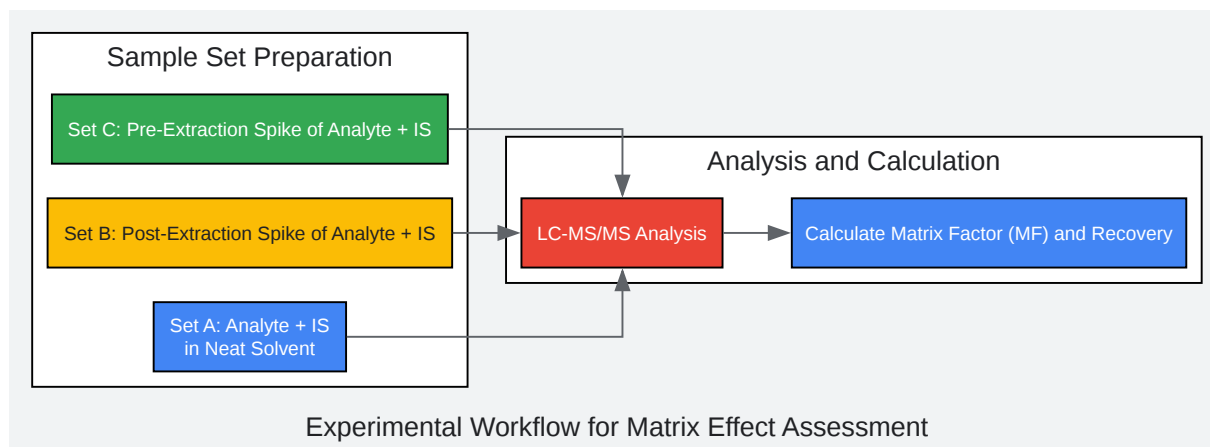 Sample Set Preparation
Set C: Pre-Extraction Spike of Analyte + IS
Set B: Post-Extraction Spike of Analyte + IS
Set A: Analyte + IS
in Neat Solvent
Analysis and Calculation
LC-MS/MS Analysis
Calculate Matrix Factor (MF) and Recovery
Experimental Workflow for Matrix Effect Assessment